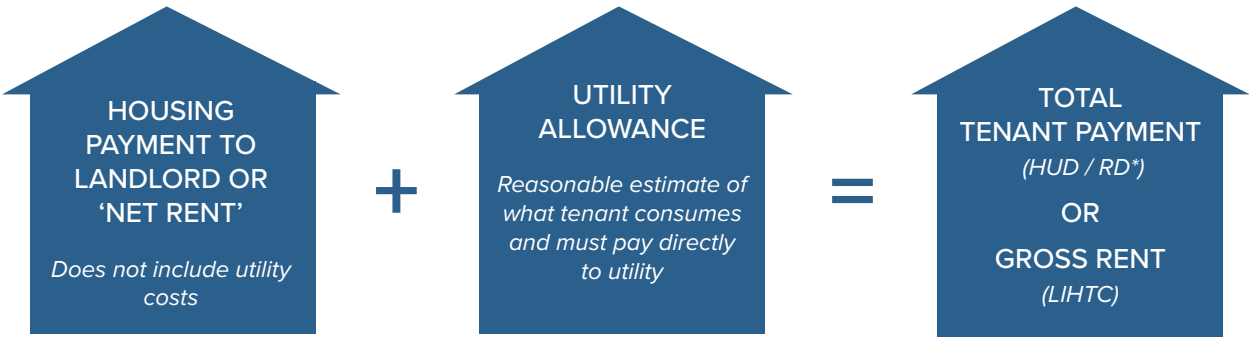 HOUSING
PAYMENT TO
LANDLORD OR
‘NET RENT’
Does not include utility
costs
+
UTILITY
ALLOWANCE
Reasonable estimate of
what tenant consumes
and must pay directly
to utility
=
TOTAL
TENANT PAYMENT
(HUD / RD*)
OR
GROSS RENT
(LIHTC)